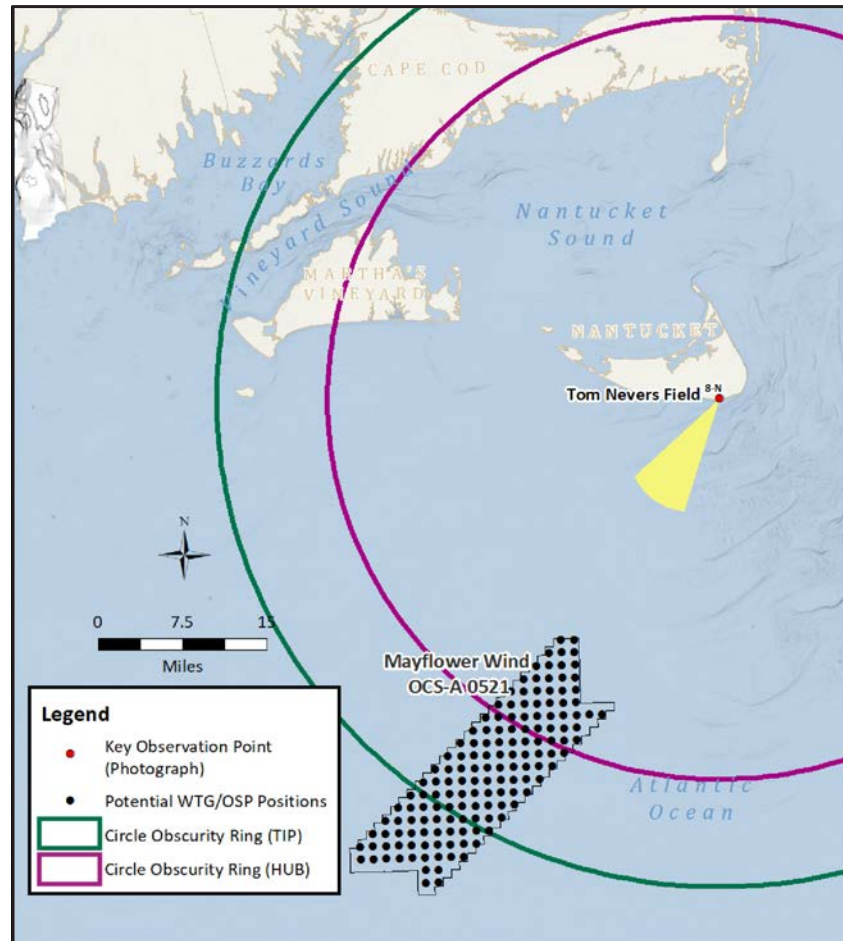 CAPE COD
Buzzards
Bay
Vineyard Sound
Nantucket
Sound
MARTHA'S
VINEYARD
NANTUCKET
Tom Nevers Field 8-N
N
0 7.5 15
Miles
Mayflower Wind
OCS-A 0521
Atlantic
Ocean
Legend
Key Observation Point
(Photograph)
Potential WTG/OSP Positions
Circle Obscurity Ring (TIP)
Circle Obscurity Ring (HUB)